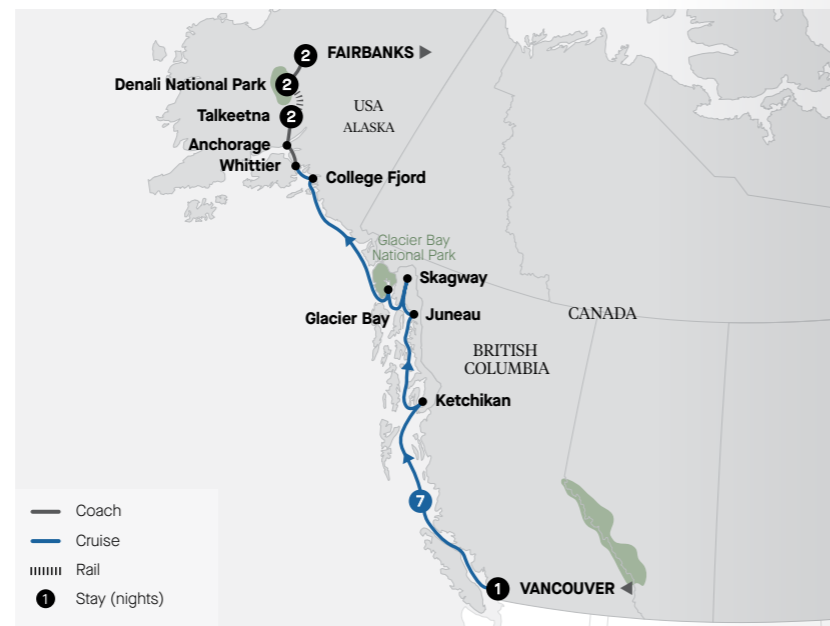 2 FAIRBANKS
Denali National Park 2
Talkeetna 2
USA
ALASKA
Anchorage
Whittier
College Fjord
Glacier Bay
National Park
Skagway
Glacier Bay
Juneau
CANADA
BRITISH
COLUMBIA
Ketchikan
7
1 VANCOUVER
Coach
Cruise
Rail
1 Stay (nights)